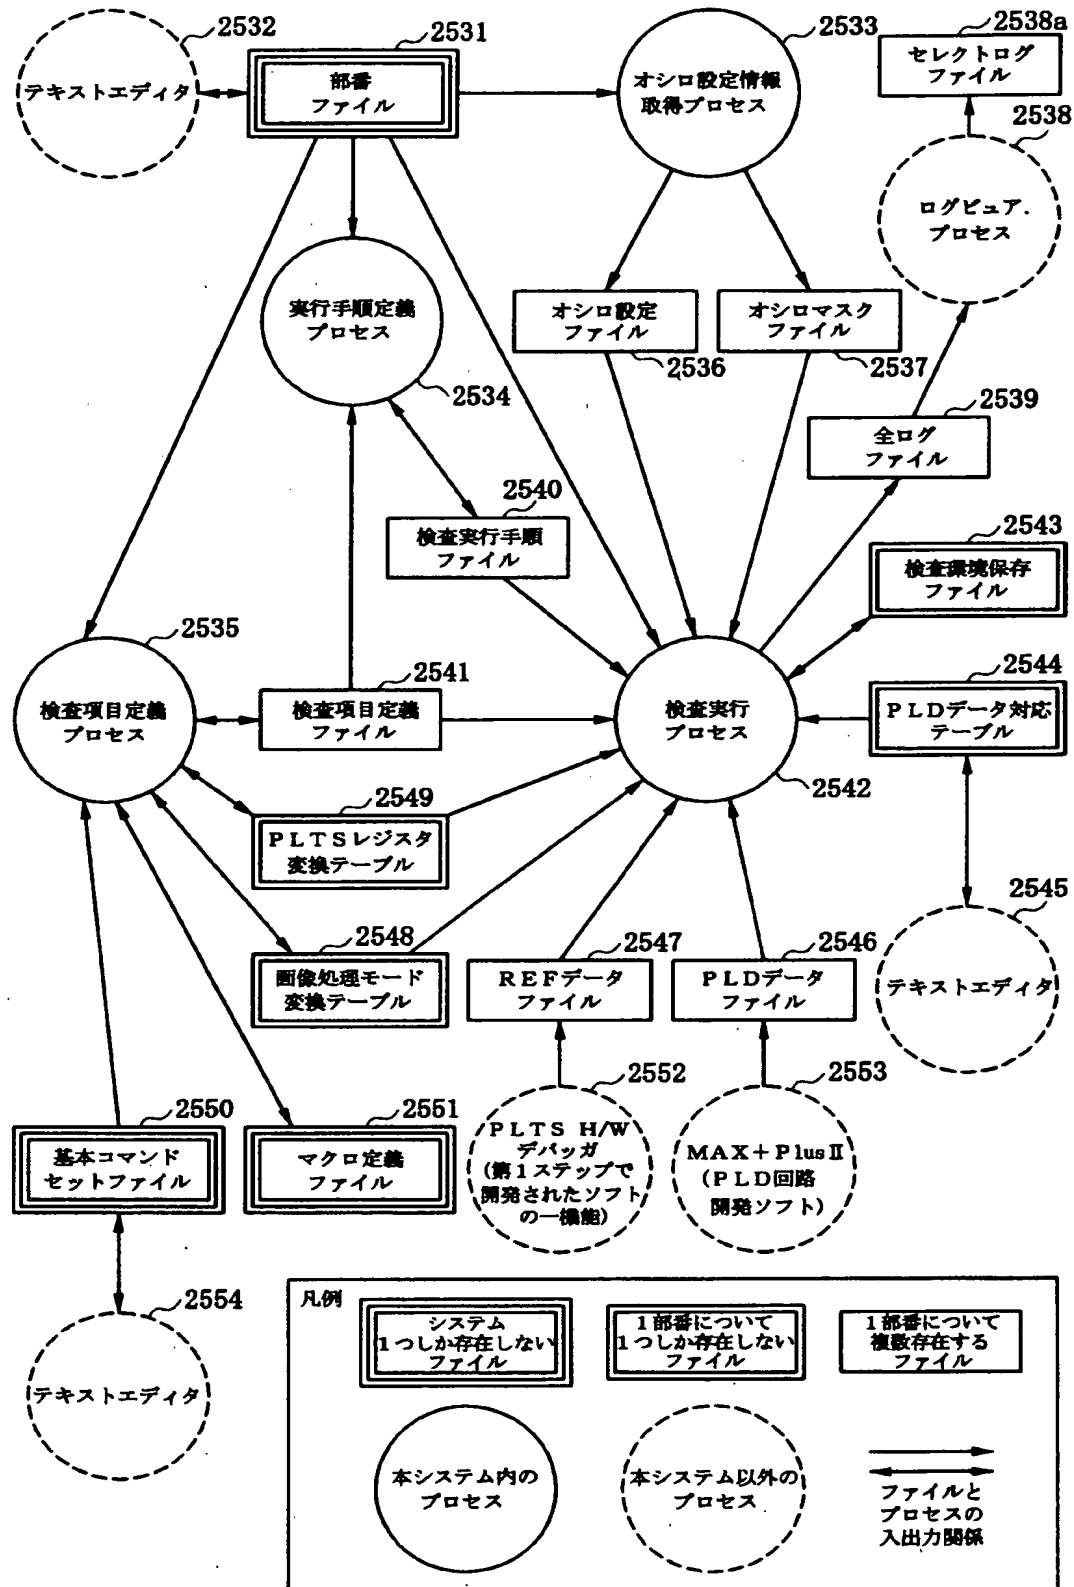 2532
テキストエディタ
2531
部番
ファイル
2533
オシロ設定情報
取得プロセス
2538a
セレクトログ
ファイル
2538
ログビュア.
プロセス
実行手順定義
プロセス
2534
オシロ設定
ファイル
2536
オシロマスク
ファイル
2537
2539
全ログ
ファイル
2540
検査実行手順
ファイル
2543
検査環境保存
ファイル
2535
検査項目定義
プロセス
2541
検査項目定義
ファイル
検査実行
プロセス
2542
2544
PLDデータ対応
テーブル
2549
PLTSレジスタ
変換テーブル
2548
画像処理モード
変換テーブル
2547
REFデータ
ファイル
2546
PLDデータ
ファイル
2545
テキストエディタ
2550
基本コマンド
セットファイル
2551
マクロ定義
ファイル
2552
PLTS H/W
デバッガ
(第1ステップで
開発されたソフト
の一機能)
2553
MAX+PlusⅡ
(PLD回路
開発ソフト)
2554
テキストエディタ
凡例
システム
1つしか存在しない
ファイル
1部番について
1つしか存在しない
ファイル
1部番について
複数存在する
ファイル
本システム内の
プロセス
本システム以外の
プロセス
ファイルと
プロセスの
入出力関係